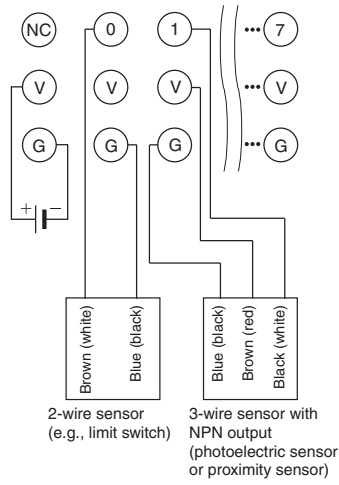 NC 0 1 ••• 7
V V V ••• V
G G G ••• G
+ −
Brown (white)
Blue (black)
Blue (black)
Brown (red)
Black (white)
2-wire sensor
(e.g., limit switch)
3-wire sensor with
NPN output
(photoelectric sensor
or proximity sensor)